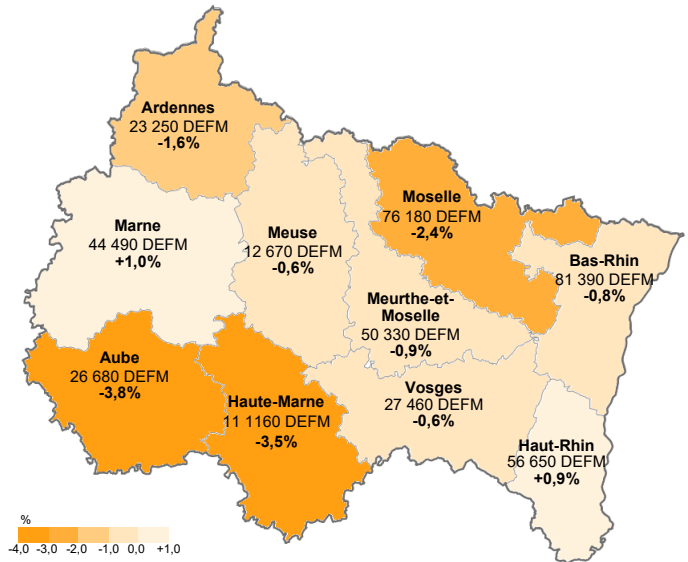 Ardennes
23 250 DEFM
-1,6%
Moselle
76 180 DEFM
-2,4%
Marne
44 490 DEFM
+1,0%
Meuse
12 670 DEFM
-0,6%
Bas-Rhin
81 390 DEFM
-0,8%
Meurthe-et-
Moselle
50 330 DEFM
-0,9%
Aube
26 680 DEFM
-3,8%
Haute-Marne
11 1160 DEFM
-3,5%
Vosges
27 460 DEFM
-0,6%
Haut-Rhin
56 650 DEFM
+0,9%
%
-4,0 -3,0 -2,0 -1,0 0,0 +1,0